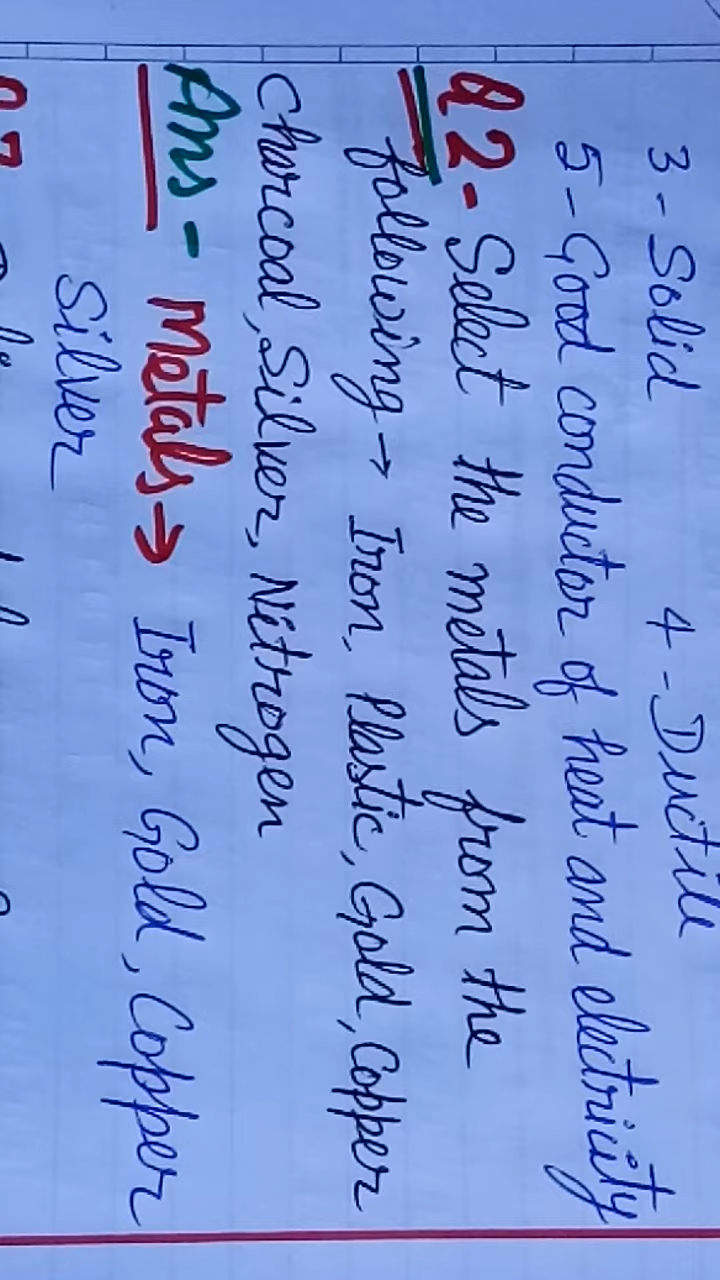 3 - Solid 4 - Ductile
5 - Good conductor of heat and electricity
Q 2 - Select the metals from the
following → Iron, Plastic, Gold, Copper
Charcoal, Silver, Nitrogen
Ans - Metals → Iron, Gold, Copper
Silver